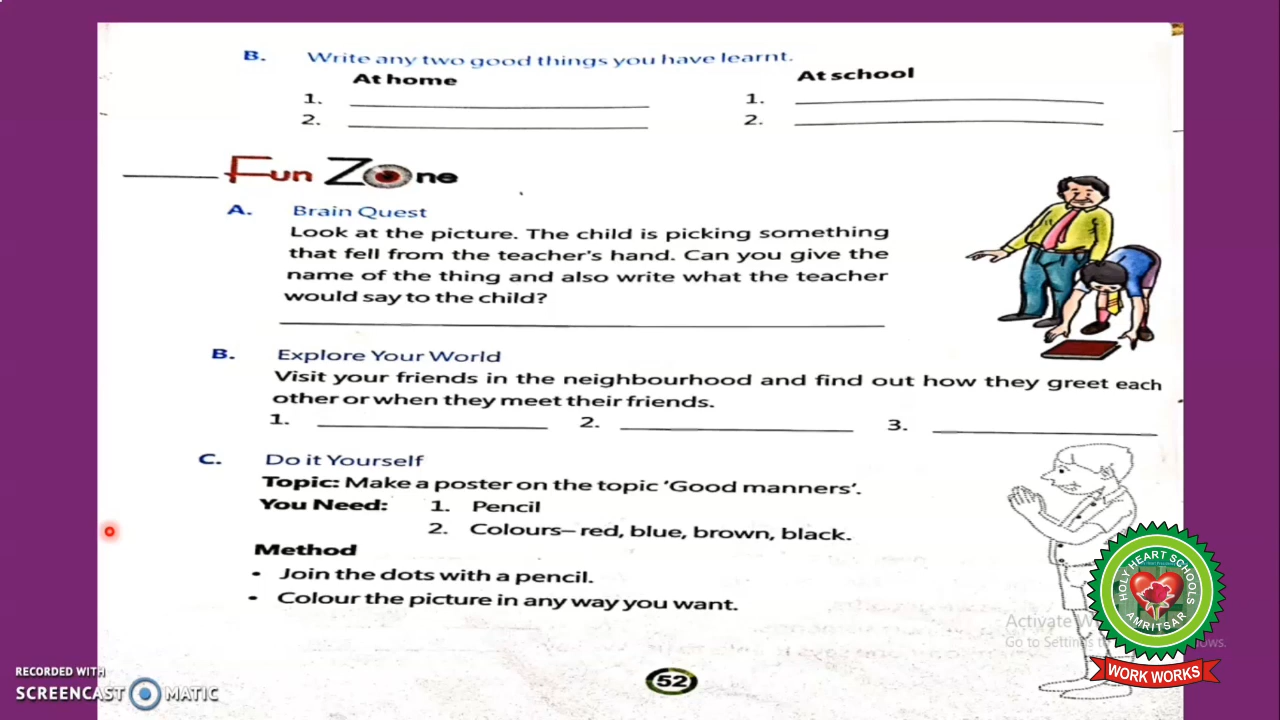 B. Write any two good things you have learnt.
At home At school
1. 1.
2. 2.
Fun Zone
A. Brain Quest
Look at the picture. The child is picking something
that fell from the teacher's hand. Can you give the
name of the thing and also write what the teacher
would say to the child?
B. Explore Your World
Visit your friends in the neighbourhood and find out how they greet each
other or when they meet their friends.
1. 2. 3.
C. Do it Yourself
Topic: Make a poster on the topic 'Good manners'.
You Need: 1. Pencil
2. Colours– red, blue, brown, black.
Method
• Join the dots with a pencil.
• Colour the picture in any way you want.
52
HOLY HEART SCHOOLS
AMRITSAR
WORK WORKS
Activate
Go to Settings
RECORDED WITH
SCREENCAST MATIC